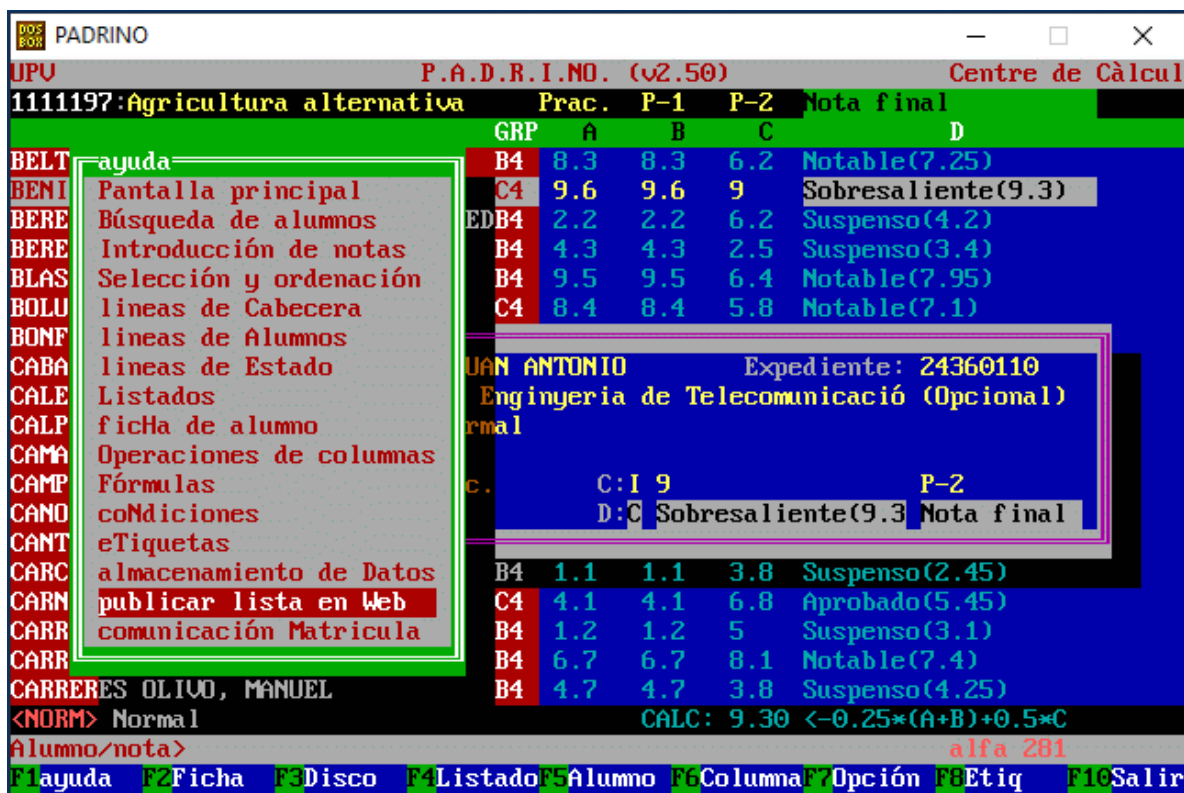 DOS BOX PADRINO
UPV P.A.D.R.I.NO. (v2.50) Centre de Càlcul
1111197:Agricultura alternativa Prac. P-1 P-2 Nota final
GRP A B C D
BELT ayuda B4 8.3 8.3 6.2 Notable(7.25)
BENI Pantalla principal C4 9.6 9.6 9 Sobresaliente(9.3)
BERE Búsqueda de alumnos EDB4 2.2 2.2 6.2 Suspenso(4.2)
BERE Introducción de notas B4 4.3 4.3 2.5 Suspenso(3.4)
BLAS Selección y ordenación B4 9.5 9.5 6.4 Notable(7.95)
BOLU lineas de Cabecera C4 8.4 8.4 5.8 Notable(7.1)
BONF lineas de Alumnos
CABA lineas de Estado UAN ANTONIO Expediente: 24360110
CALE Listados Enginyeria de Telecomunicació (Opcional)
CALP ficHa de alumno rmal
CAMA Operaciones de columnas
CAMP Fórmulas c. C:I 9 P-2
CANO coNdiciones D:C Sobresaliente(9.3 Nota final
CANT eTiquetas
CARC almacenamiento de Datos B4 1.1 1.1 3.8 Suspenso(2.45)
CARN publicar lista en Web C4 4.1 4.1 6.8 Aprobado(5.45)
CARR comunicación Matricula B4 1.2 1.2 5 Suspenso(3.1)
CARR B4 6.7 6.7 8.1 Notable(7.4)
CARRERES OLIVO, MANUEL B4 4.7 4.7 3.8 Suspenso(4.25)
<NORM> Normal CALC: 9.30 <-0.25*(A+B)+0.5*C
Alumno/nota> alfa 281
F1ayuda F2Ficha F3Disco F4Listado F5Alumno F6Columna F7Opción F8Etiq F10Salir